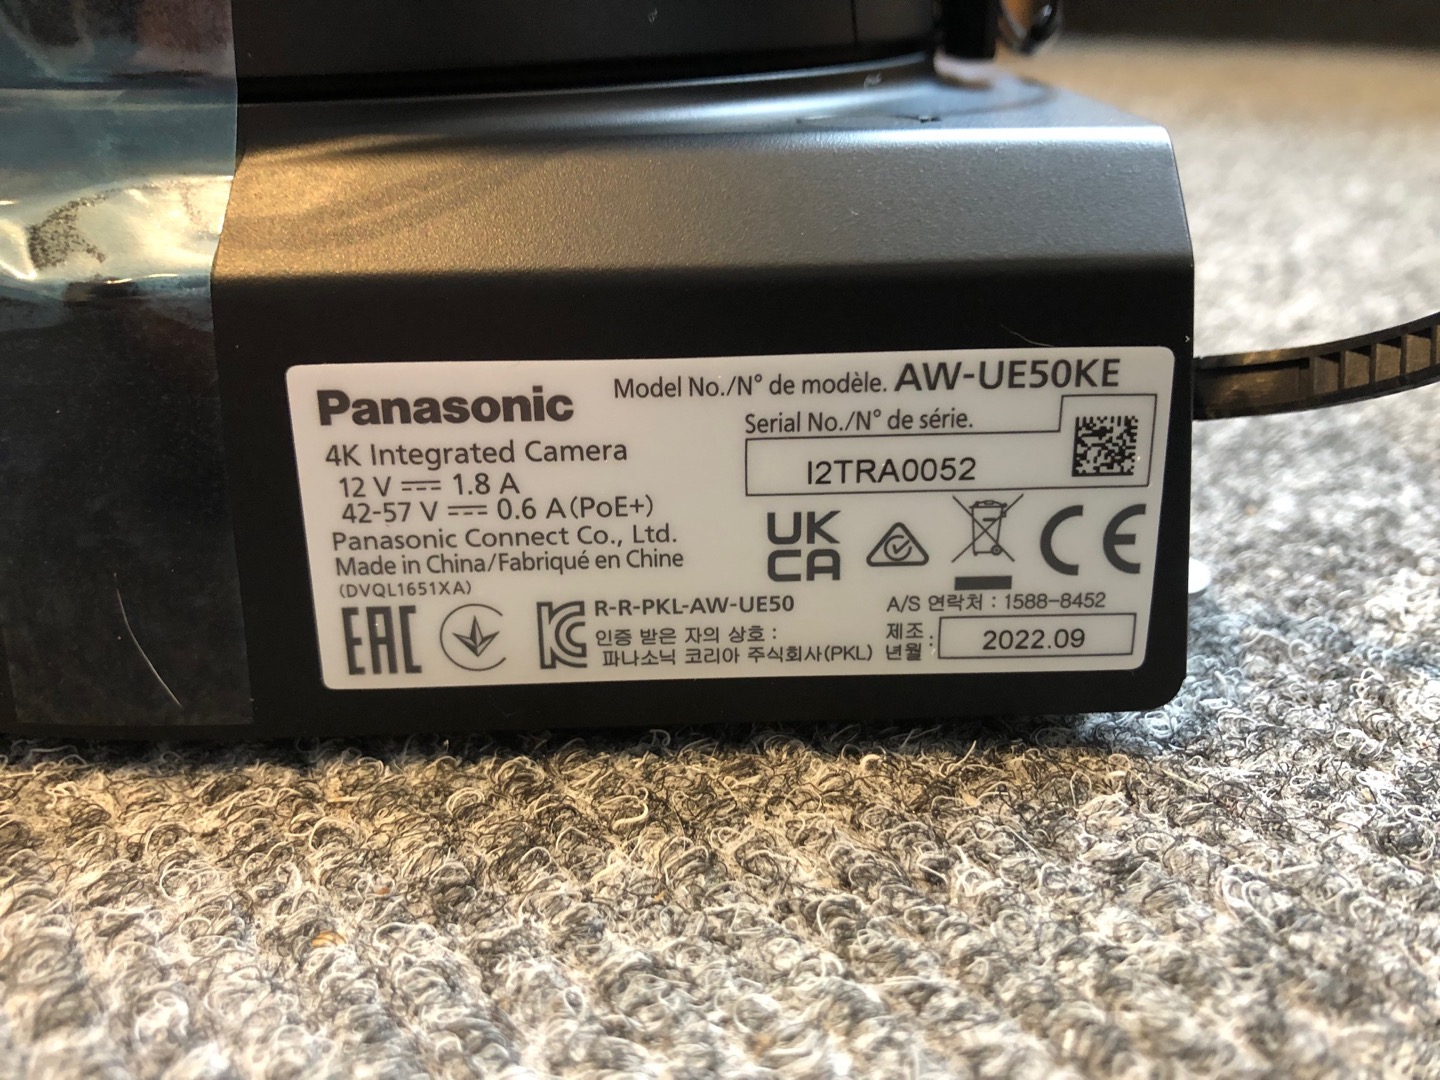 Panasonic
Model No./N° de modèle. AW-UE50KE
4K Integrated Camera
12 V ⎓ 1.8 A
42-57 V ⎓ 0.6 A (PoE+)
Panasonic Connect Co., Ltd.
Made in China/Fabriqué en Chine
(DVQL1651XA)
Serial No./N° de série.
I2TRA0052
UK
CA
CE
EAC
KC
R-R-PKL-AW-UE50
인증 받은 자의 상호 :
파나소닉 코리아 주식회사(PKL)
A/S 연락처 : 1588-8452
제조
년월 :
2022.09